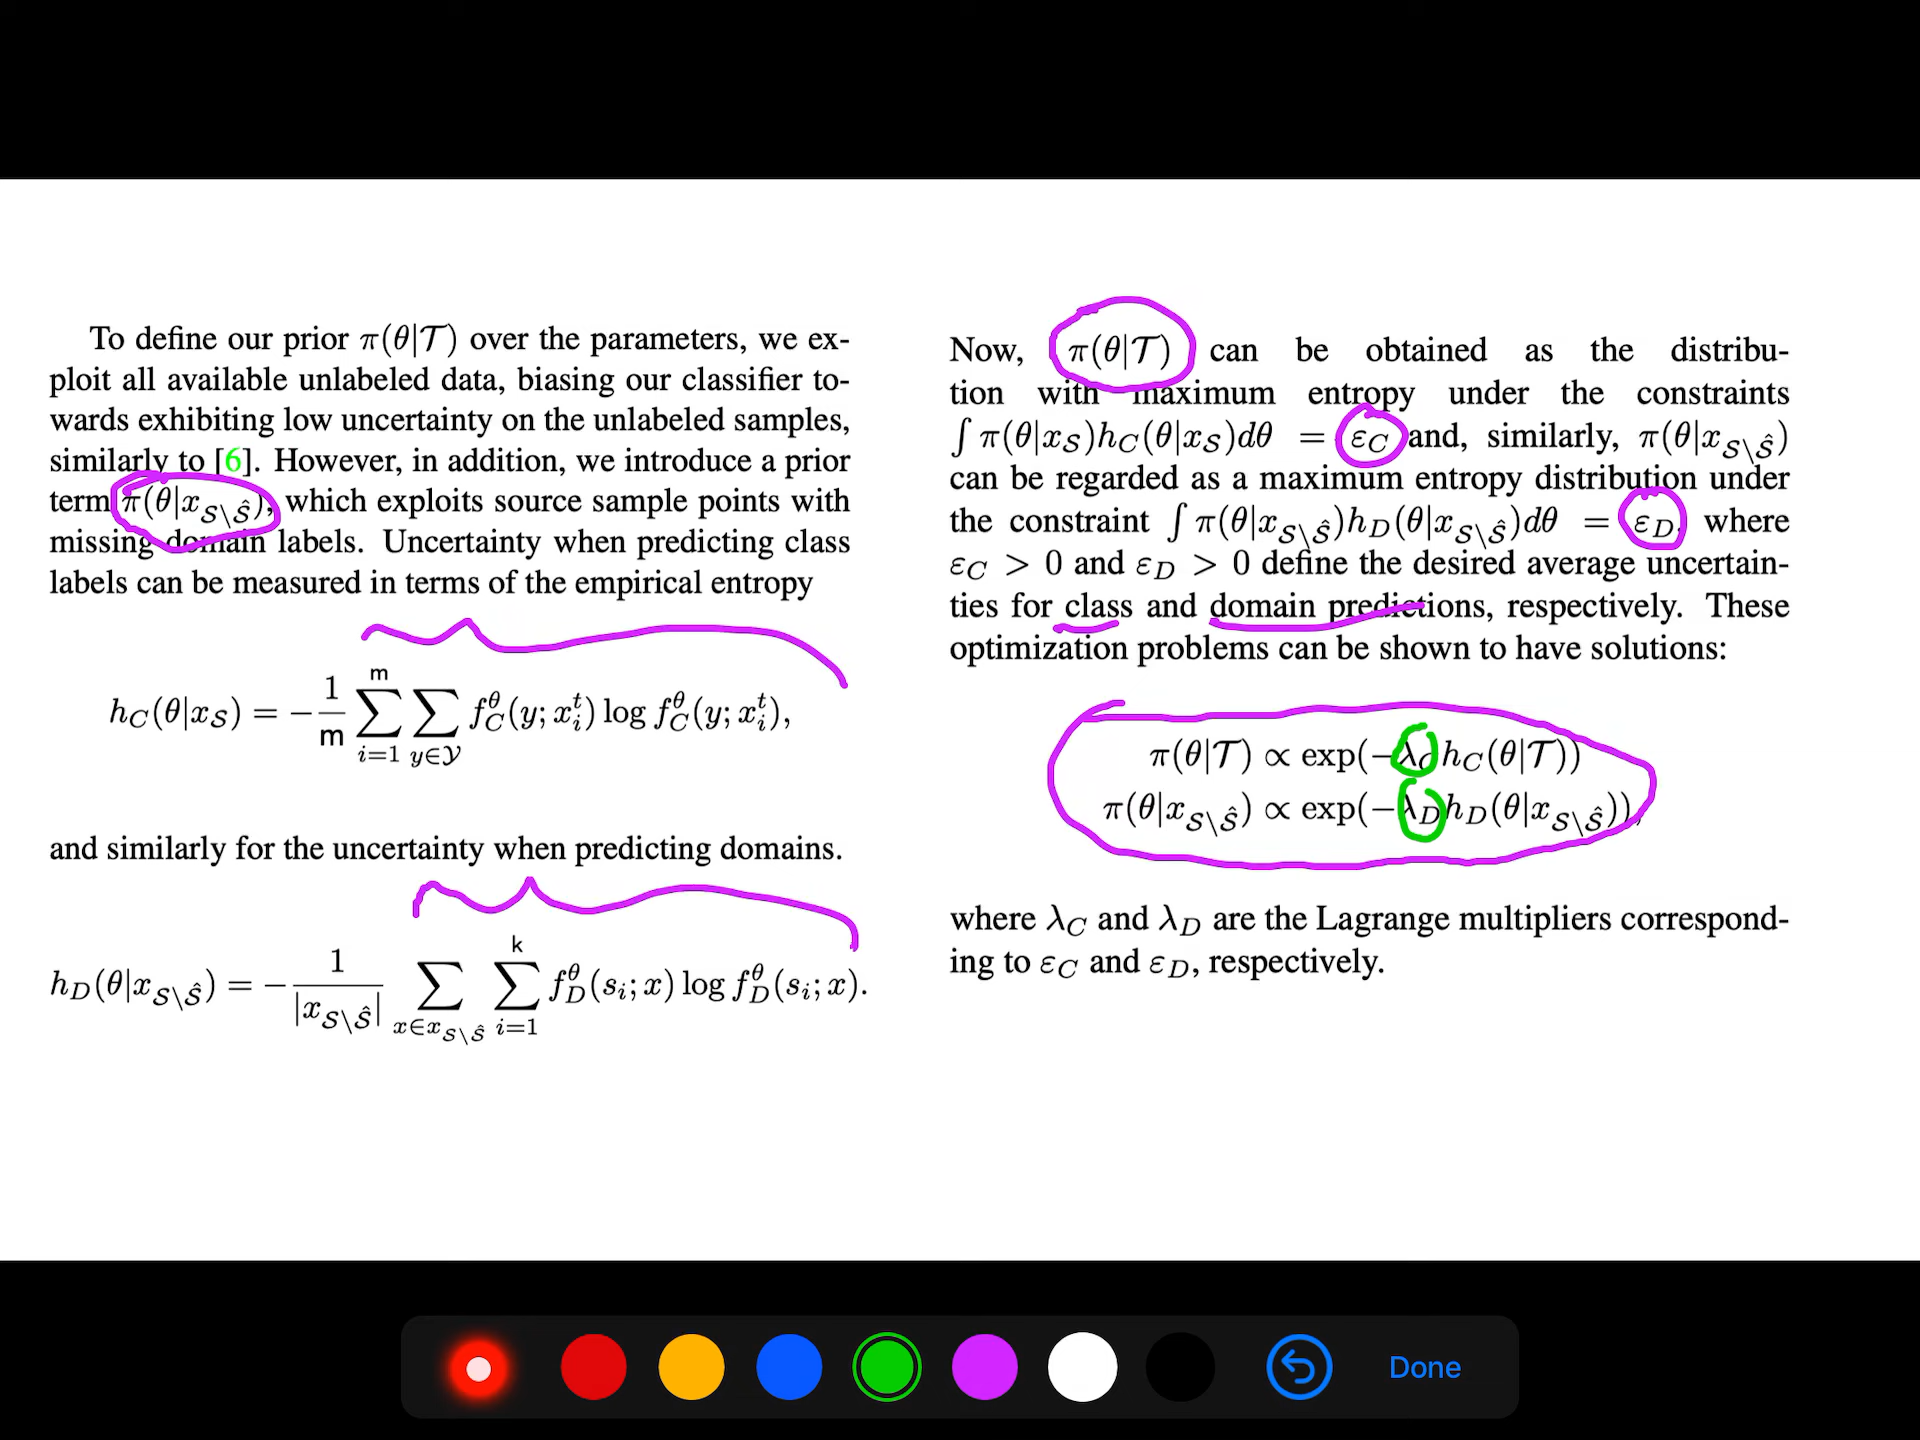 To define our prior π(θ|𝒯) over the parameters, we ex-
ploit all available unlabeled data, biasing our classifier to-
wards exhibiting low uncertainty on the unlabeled samples,
similarly to [6]. However, in addition, we introduce a prior
term π(θ|x_{𝒮\𝒮̂}), which exploits source sample points with
missing domain labels. Uncertainty when predicting class
labels can be measured in terms of the empirical entropy
h_C(θ|x_𝒮) = −\frac{1}{m} ∑_{i=1}^{m} ∑_{y∈𝒴} f_C^θ(y; x_i^t) log f_C^θ(y; x_i^t),
and similarly for the uncertainty when predicting domains.
h_D(θ|x_{𝒮\𝒮̂}) = −\frac{1}{|x_{𝒮\𝒮̂}|} ∑_{x∈x_{𝒮\𝒮̂}} ∑_{i=1}^{k} f_D^θ(s_i; x) log f_D^θ(s_i; x).
Now, π(θ|𝒯) can be obtained as the distribu-
tion with maximum entropy under the constraints
∫ π(θ|x_𝒮)h_C(θ|x_𝒮)dθ = ε_C and, similarly, π(θ|x_{𝒮\𝒮̂})
can be regarded as a maximum entropy distribution under
the constraint ∫ π(θ|x_{𝒮\𝒮̂})h_D(θ|x_{𝒮\𝒮̂})dθ = ε_D, where
ε_C > 0 and ε_D > 0 define the desired average uncertain-
ties for class and domain predictions, respectively. These
optimization problems can be shown to have solutions:
π(θ|𝒯) ∝ exp(−λ_C h_C(θ|𝒯))
π(θ|x_{𝒮\𝒮̂}) ∝ exp(−λ_D h_D(θ|x_{𝒮\𝒮̂})),
where λ_C and λ_D are the Lagrange multipliers correspond-
ing to ε_C and ε_D, respectively.
Done